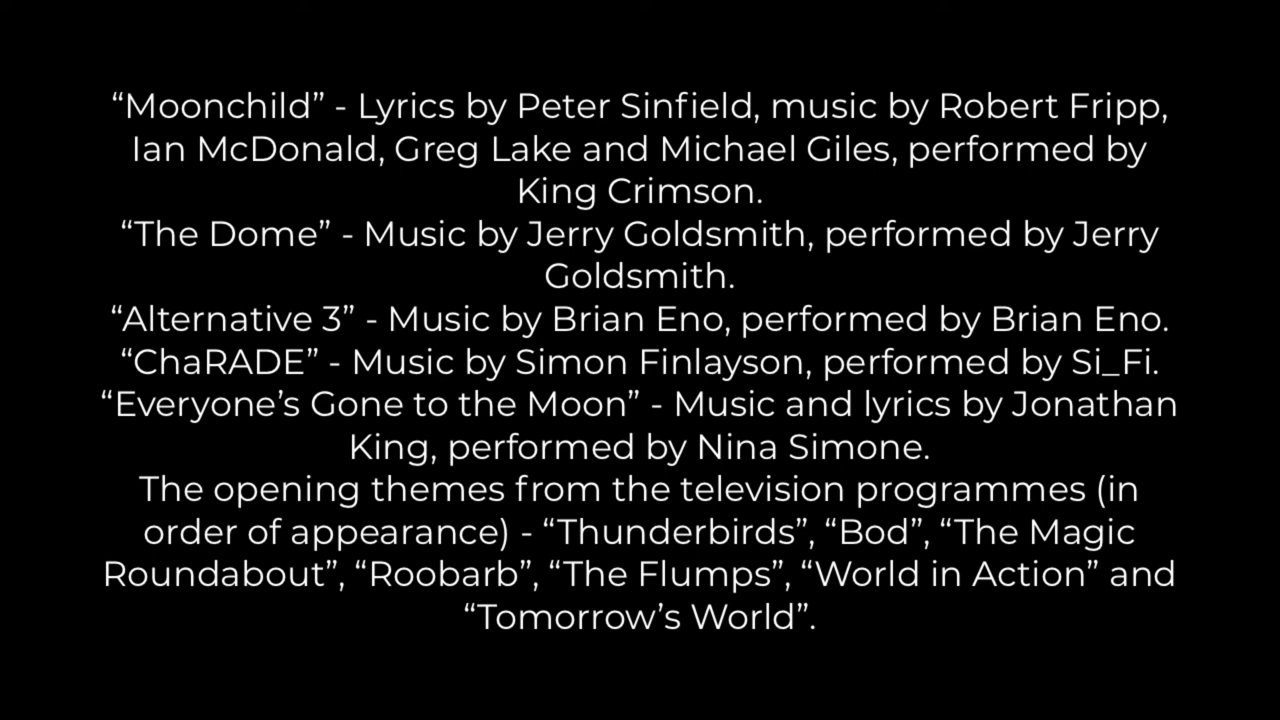 “Moonchild” - Lyrics by Peter Sinfield, music by Robert Fripp,
Ian McDonald, Greg Lake and Michael Giles, performed by
King Crimson.
“The Dome” - Music by Jerry Goldsmith, performed by Jerry
Goldsmith.
“Alternative 3” - Music by Brian Eno, performed by Brian Eno.
“ChaRADE” - Music by Simon Finlayson, performed by Si_Fi.
“Everyone’s Gone to the Moon” - Music and lyrics by Jonathan
King, performed by Nina Simone.
The opening themes from the television programmes (in
order of appearance) - “Thunderbirds”, “Bod”, “The Magic
Roundabout”, “Roobarb”, “The Flumps”, “World in Action” and
“Tomorrow’s World”.